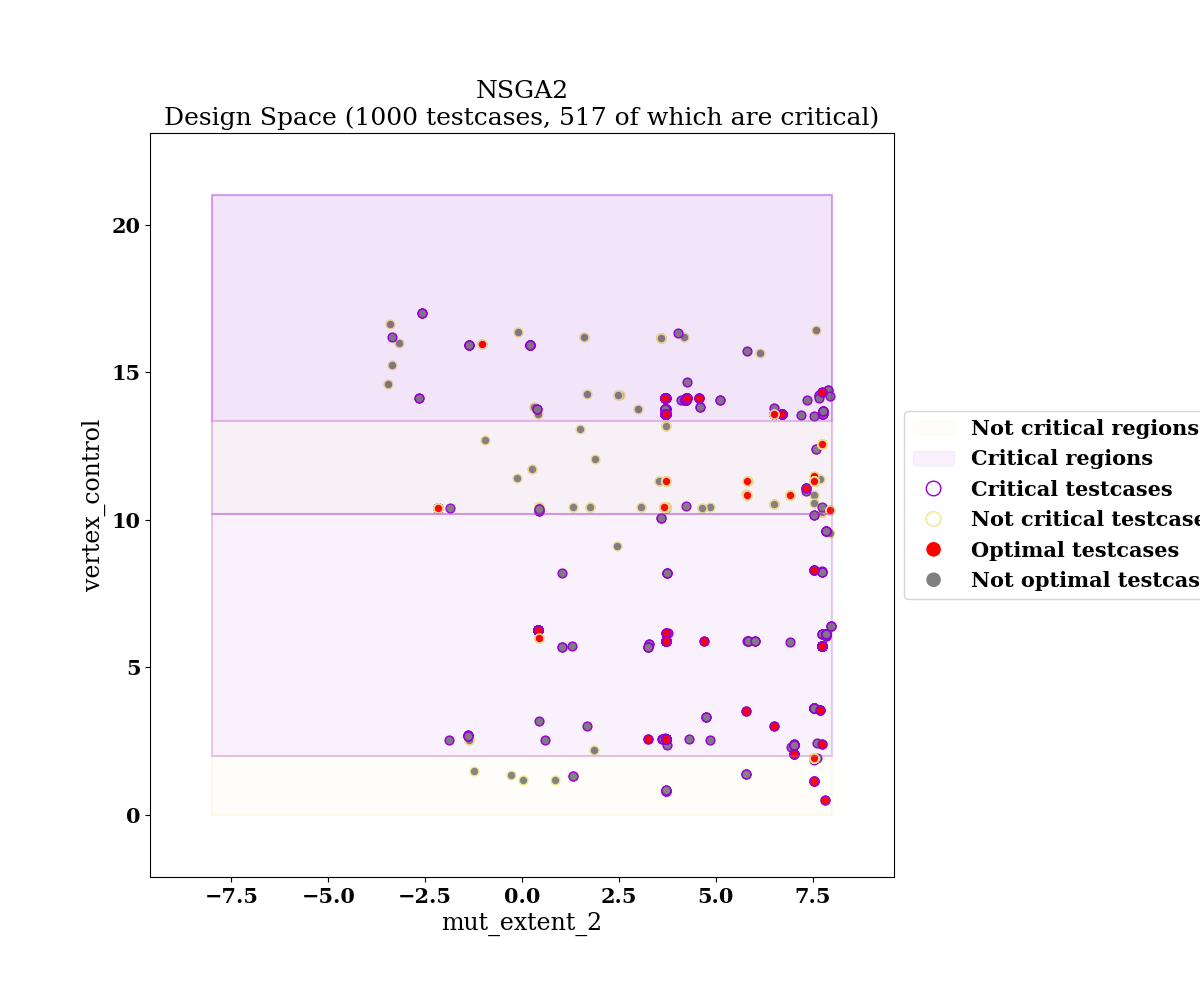 NSGA2
Design Space (1000 testcases, 517 of which are critical)
20
15
10
5
0
vertex_control
−7.5 −5.0 −2.5 0.0 2.5 5.0 7.5
mut_extent_2
Not critical regions
Critical regions
Critical testcases
Not critical testcase
Optimal testcases
Not optimal testcas